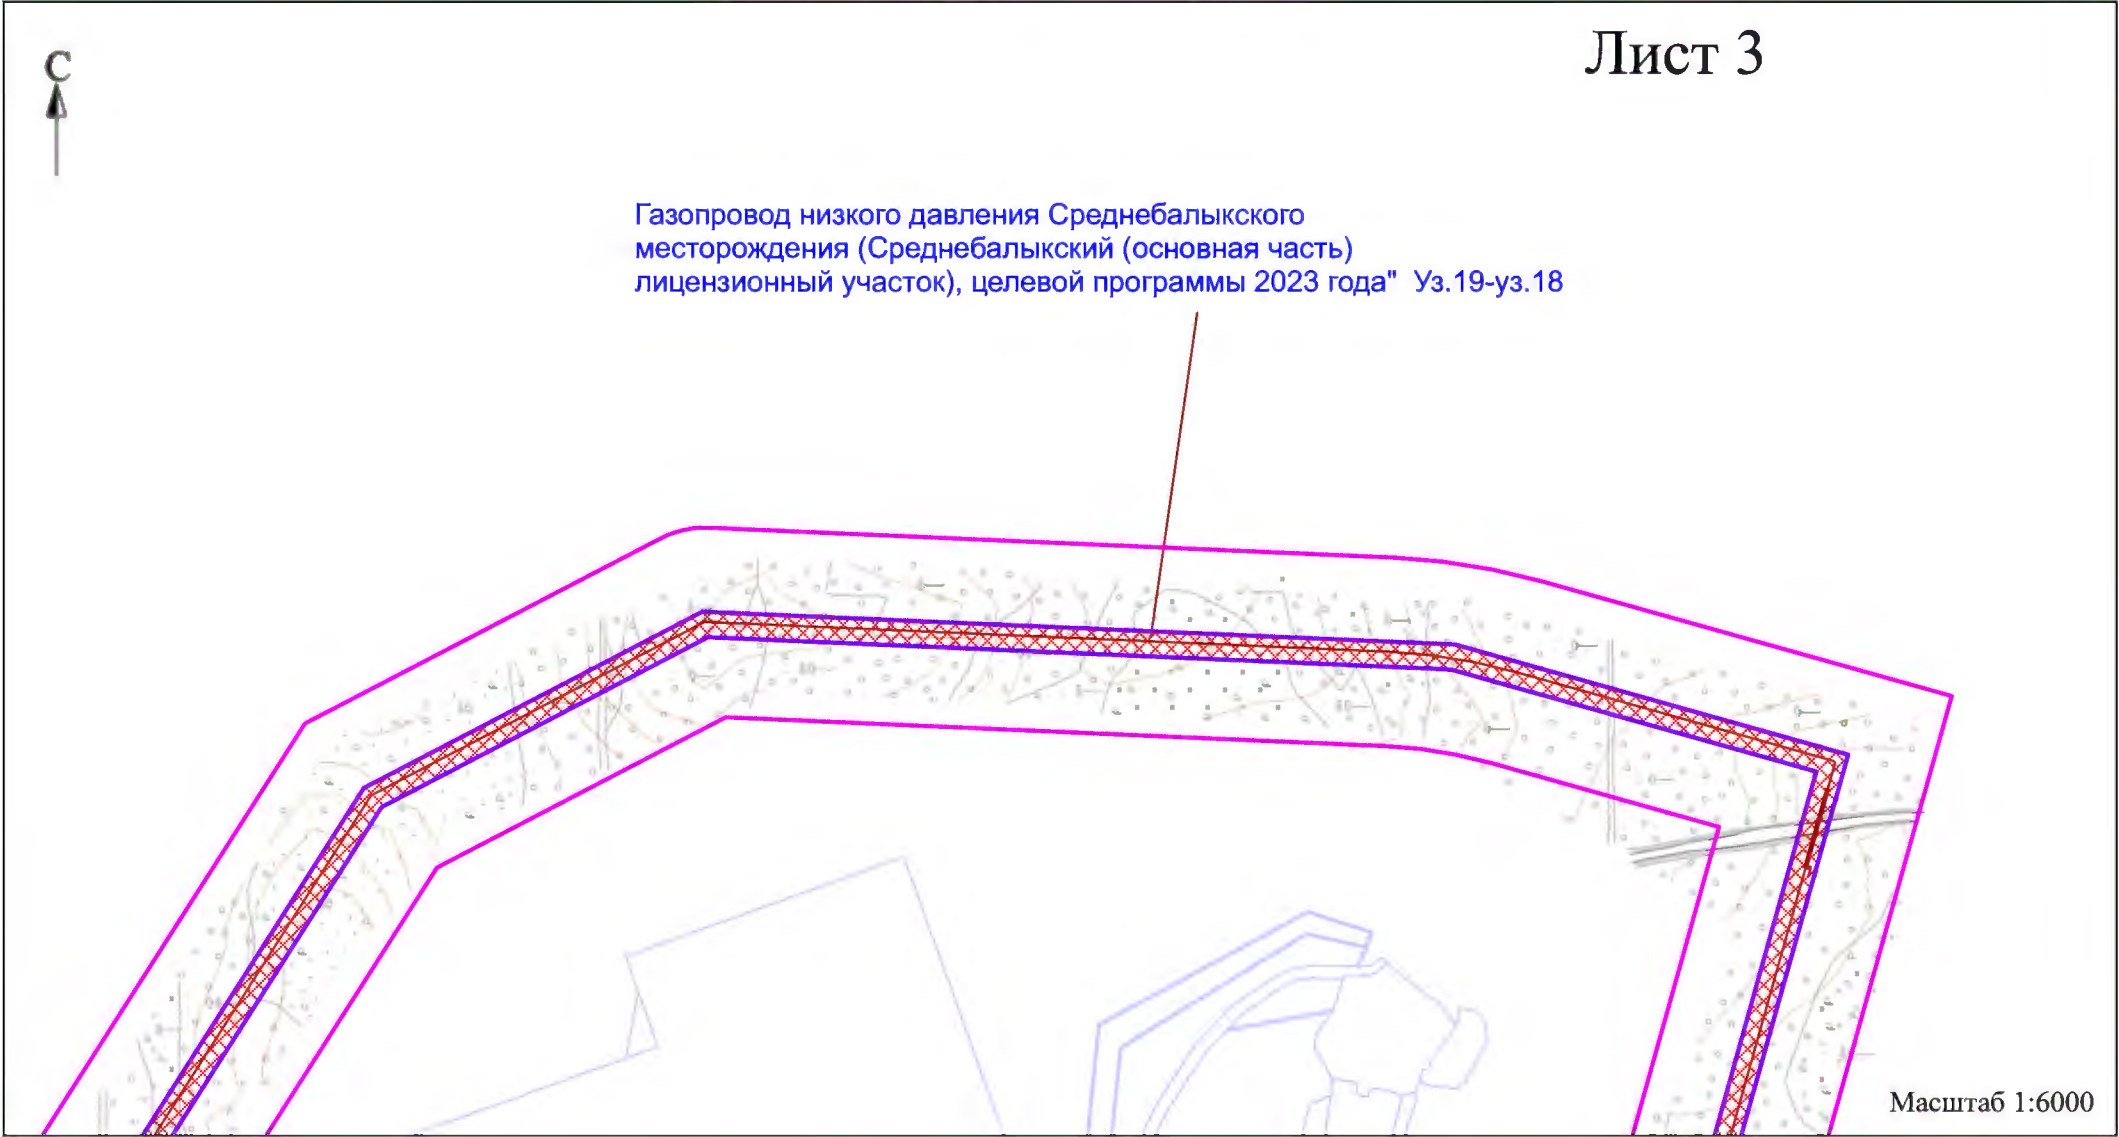 Лист 3
С
Газопровод низкого давления Среднебалыкского
месторождения (Среднебалыкский (основная часть)
лицензионный участок), целевой программы 2023 года" Уз.19-уз.18
Масштаб 1:6000